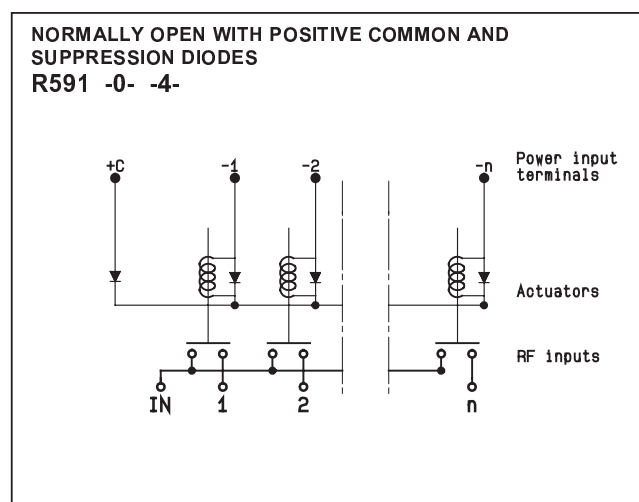 NORMALLY OPEN WITH POSITIVE COMMON AND
SUPPRESSION DIODES
R591 -0- -4-
+C -1 -2 -n Power input
terminals
Actuators
RF inputs
IN 1 2 n